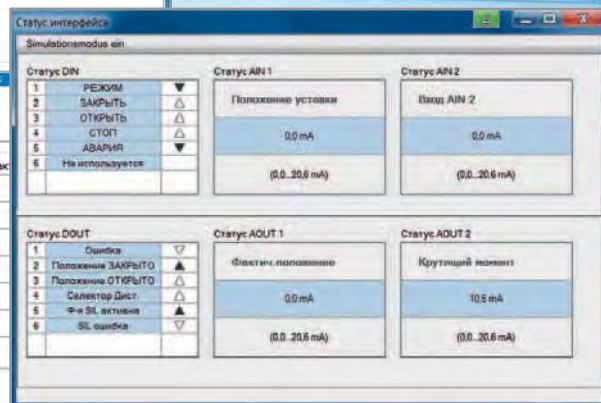 Статус интерфейса
Simulationsmodus ein
Статус DIN
1 РЕЖИМ ▼
2 ЗАКРЫТЬ △
3 ОТКРЫТЬ △
4 СТОП △
5 АВАРИЯ ▼
6 Не используется
Статус AIN 1
Положение уставки
0,0 mA
(0,0...20,6 mA)
Статус AIN 2
Вход AIN 2
0,0 mA
(0,0...20,6 mA)
Статус DOUT
1 Ошибка ▽
2 Положение ЗАКРЫТО ▲
3 Положение ОТКРЫТО △
4 Селектор Дист. △
5 Ф-я SIL активна ▲
6 SIL ошибка ▽
Статус AOUT 1
Фактич.положение
0,0 mA
(0,0...20,6 mA)
Статус AOUT 2
Крутящий момент
10,6 mA
(0,0...20,6 mA)